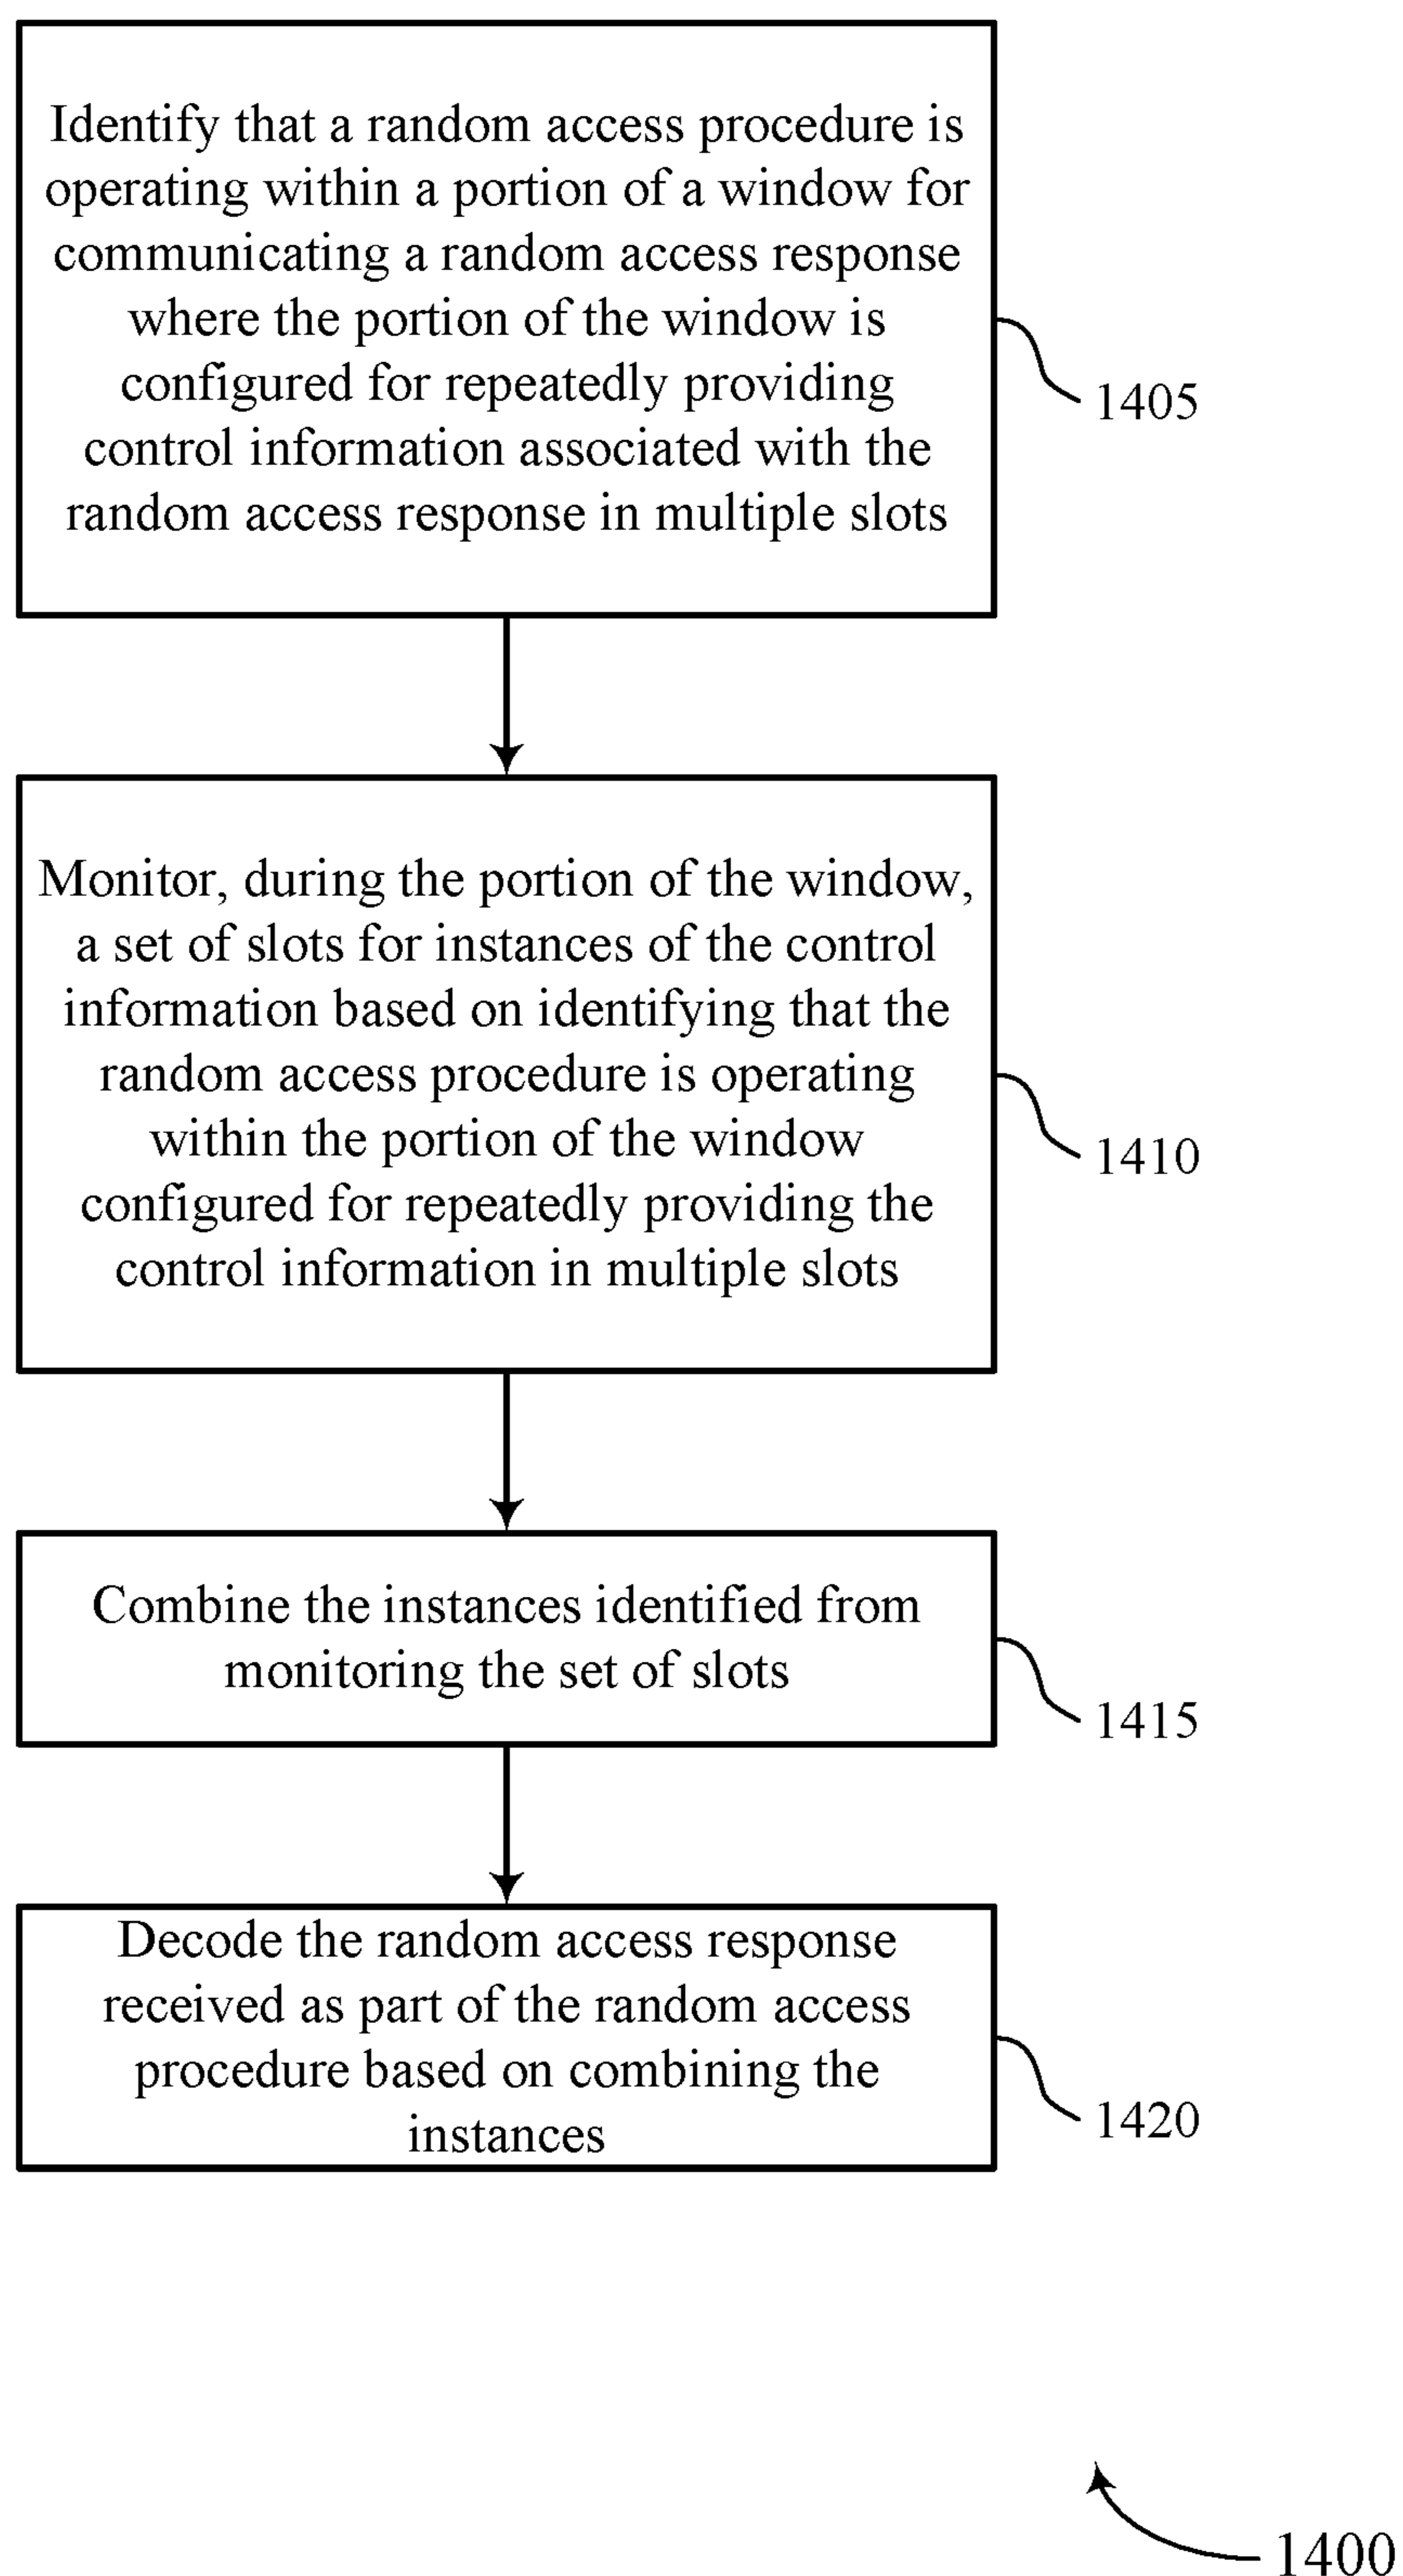 Identify that a random access procedure is
operating within a portion of a window for
communicating a random access response
where the portion of the window is
configured for repeatedly providing
control information associated with the
random access response in multiple slots
1405
Monitor, during the portion of the window,
a set of slots for instances of the control
information based on identifying that the
random access procedure is operating
within the portion of the window
configured for repeatedly providing the
control information in multiple slots
1410
Combine the instances identified from
monitoring the set of slots
1415
Decode the random access response
received as part of the random access
procedure based on combining the
instances
1420
1400